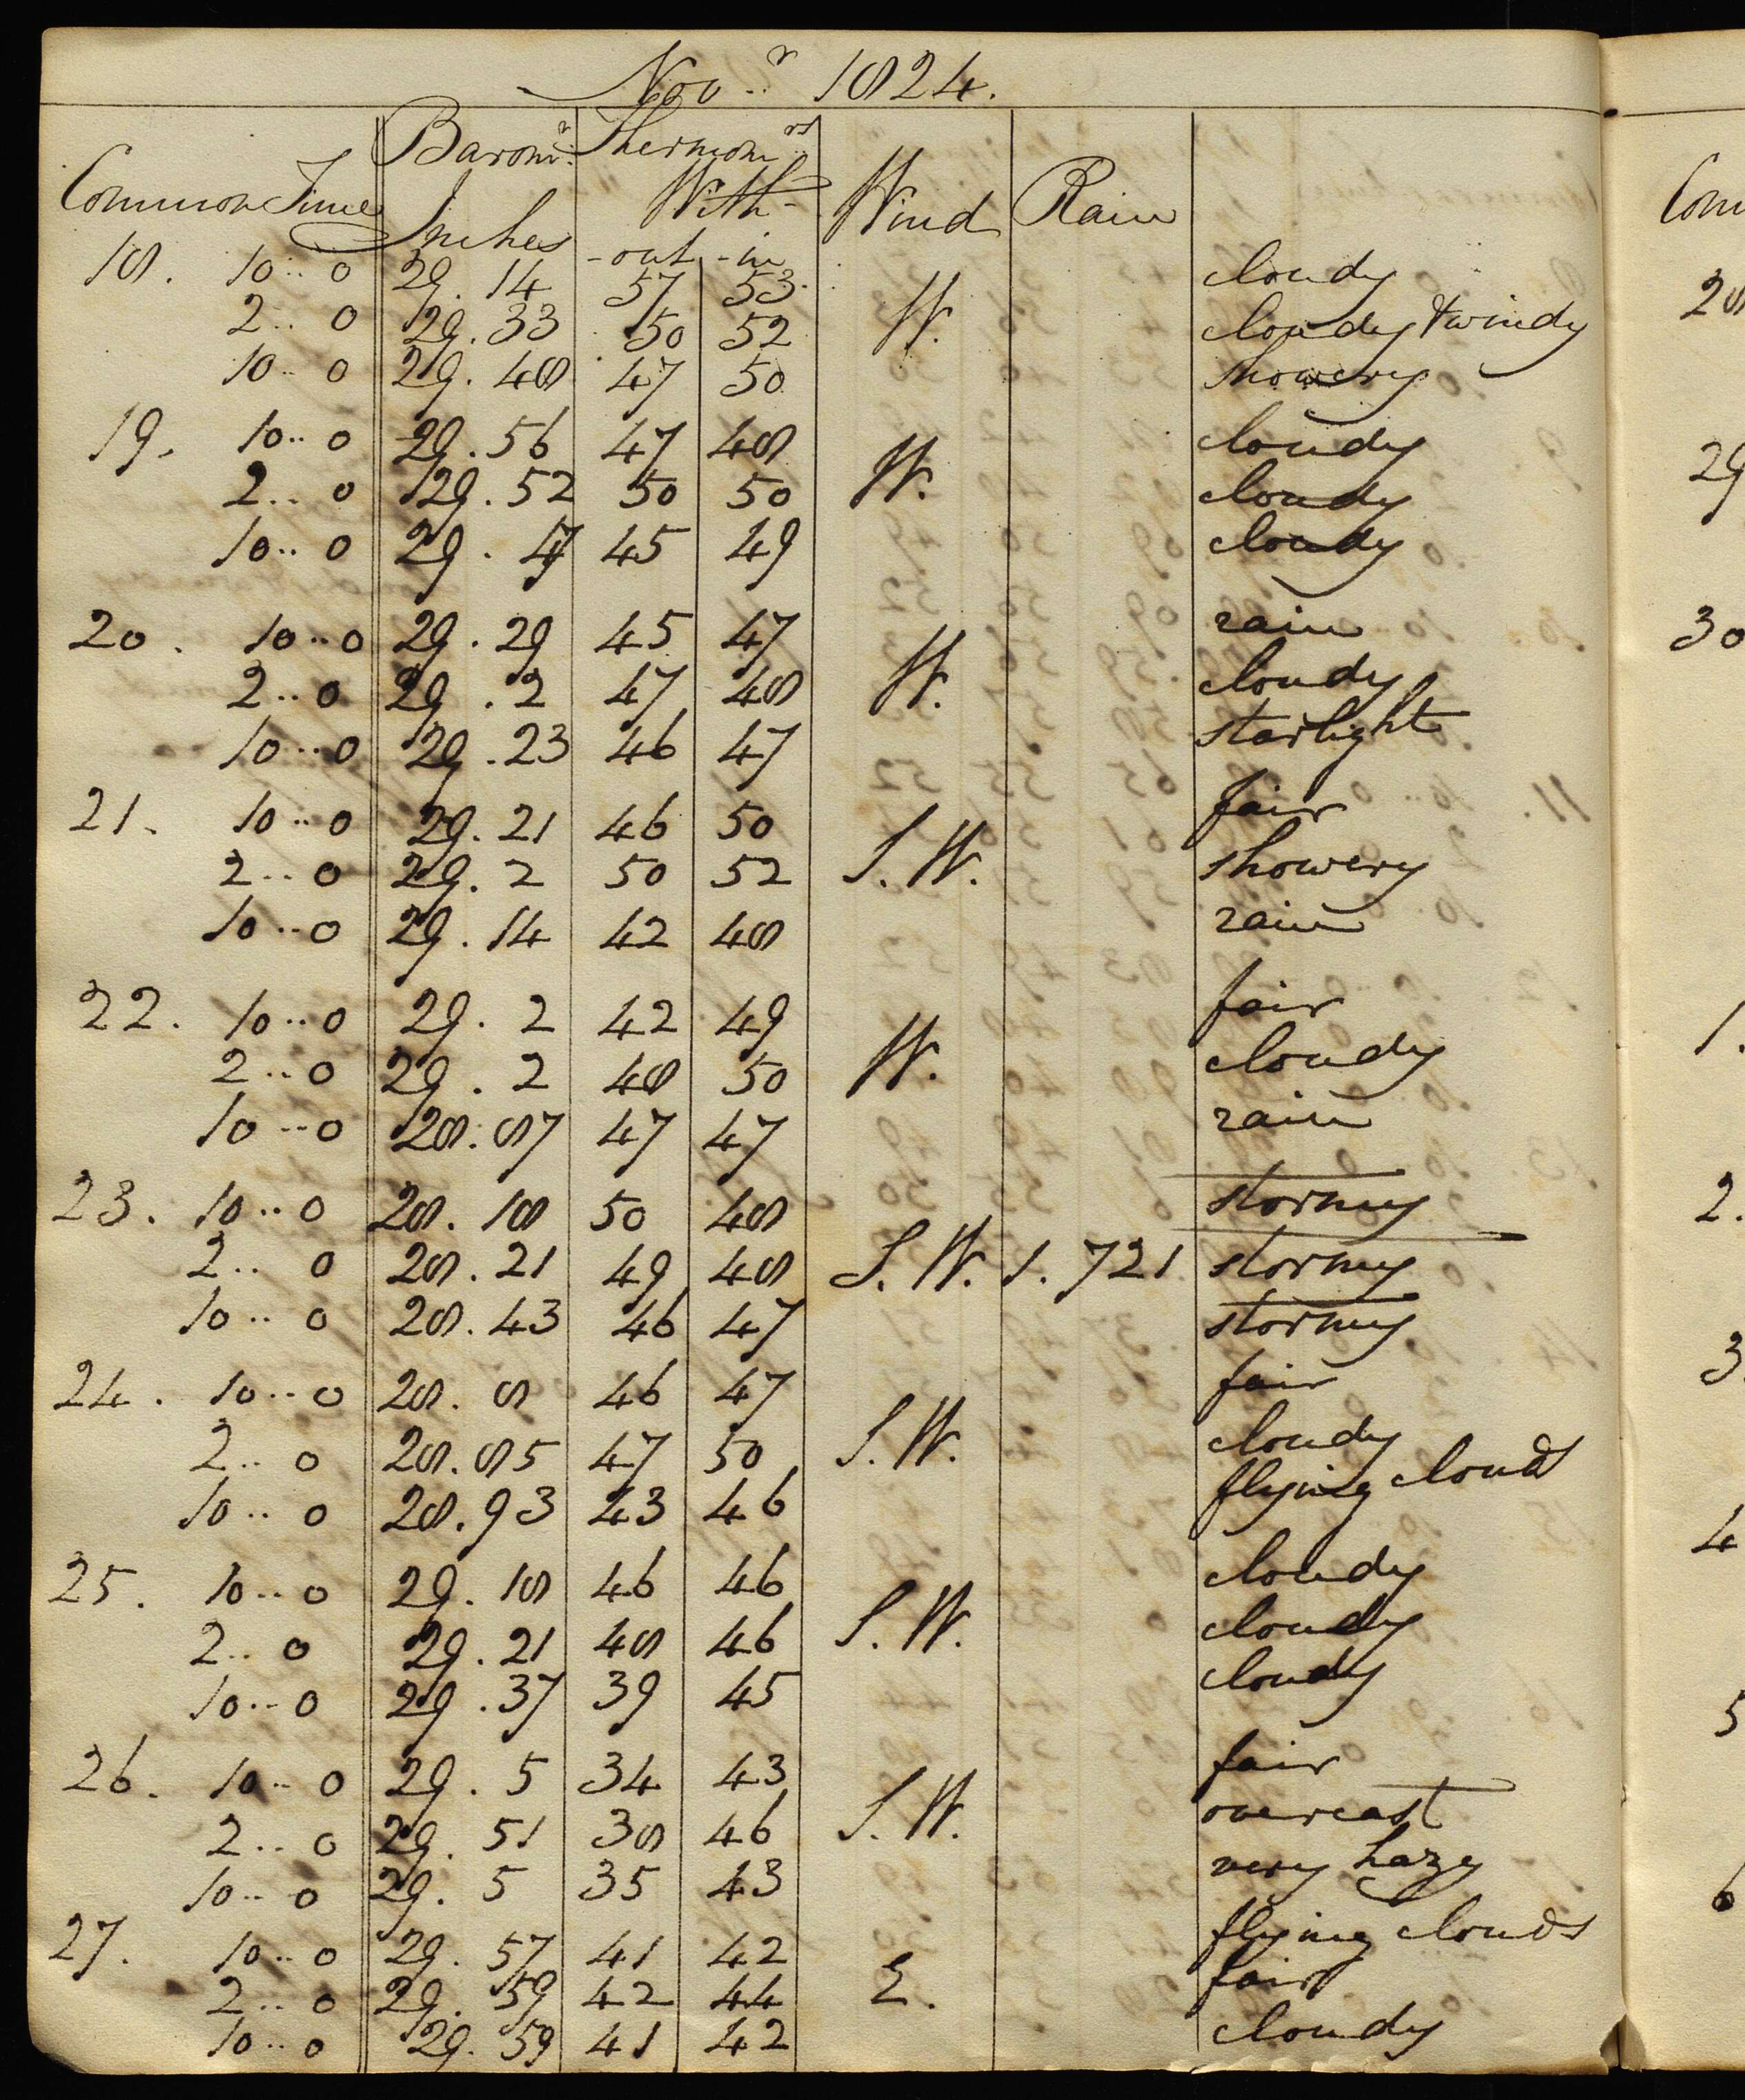 Novr. 1824.
Baromr. Thermomrs
Common Time Inches With- Wind Rain
-out -in
18. 10..0 29.14 57 53 cloudy
2..0 29.33 50 52 W. cloudy & windy
10..0 29.48 47 50 showery
19. 10..0 29.56 47 48 cloudy
2..0 29.52 50 50 W. cloudy
10..0 29.47 45 49 cloudy
20. 10..0 29.29 45 47 rain
2..0 29.2 47 48 W. cloudy
10..0 29.23 46 47 starlight
21. 10..0 29.21 46 50 fair
2..0 29.2 50 52 S.W. showery
10..0 29.14 42 48 rain
22. 10..0 29.2 42 49 fair
2..0 29.2 48 50 W. cloudy
10..0 28.87 47 47 rain
23. 10..0 28.18 50 48 stormy
2..0 28.21 49 48 S.W. 1.721 stormy
10..0 28.43 46 47 stormy
24. 10..0 28.8 46 47 fair
2..0 28.85 47 50 S.W. cloudy
10..0 28.93 43 46 flying clouds
25. 10..0 29.18 46 46 cloudy
2..0 29.21 48 46 S.W. cloudy
10..0 29.37 39 45 cloudy
26. 10..0 29.5 34 43 fair
2..0 29.51 38 46 S.W. overcast
10..0 29.5 35 43 very hazy
27. 10..0 29.57 41 42 flying clouds
2..0 29.59 42 44 E. fair
10..0 29.59 41 42 cloudy
Com
28
29
30
1.
2.
3.
4
5
6